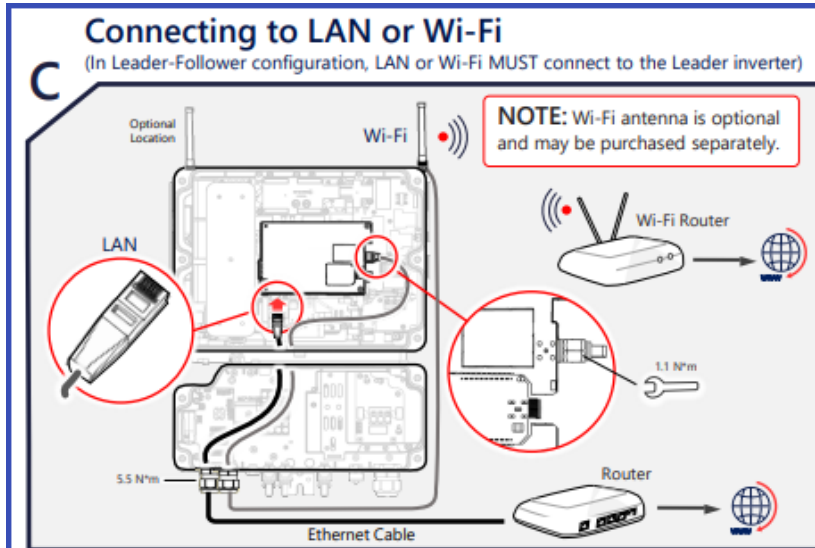 Connecting to LAN or Wi-Fi
(In Leader-Follower configuration, LAN or Wi-Fi MUST connect to the Leader inverter)
C
Optional
Location
Wi-Fi
NOTE: Wi-Fi antenna is optional
and may be purchased separately.
Wi-Fi Router
www
LAN
1.1 N*m
5.5 N*m
Router
www
Ethernet Cable